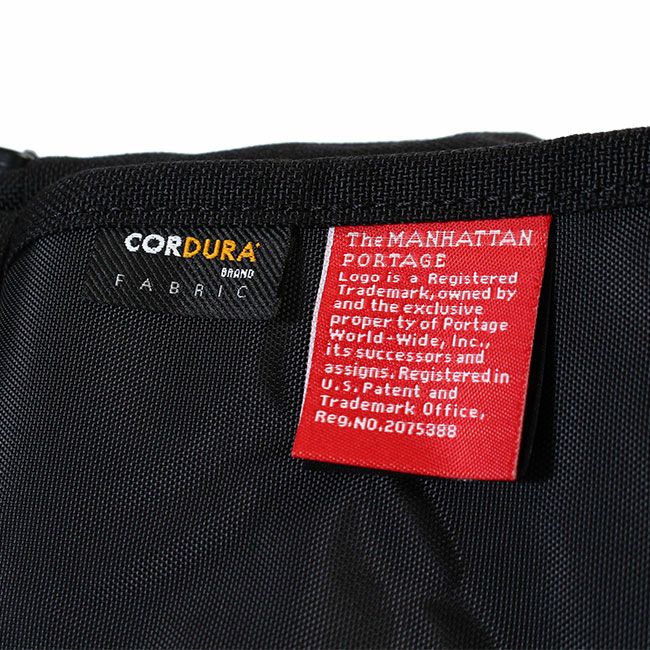 CORDURA
BRAND
FABRIC
The MANHATTAN
PORTAGE
Logo is a Registered
Trademark, owned by
and the exclusive
property of Portage
World-Wide, Inc.,
its successors and
assigns. Registered in
U.S. Patent and
Trademark Office,
Reg.NO.2075388